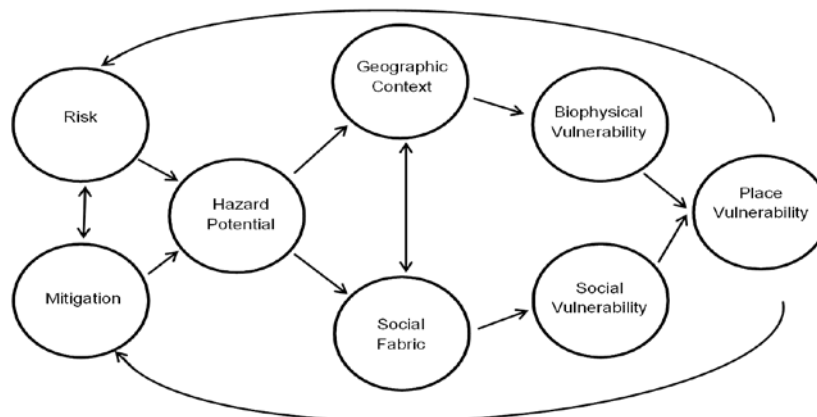 Risk
Mitigation
Hazard
Potential
Geographic
Context
Social
Fabric
Biophysical
Vulnerability
Social
Vulnerability
Place
Vulnerability